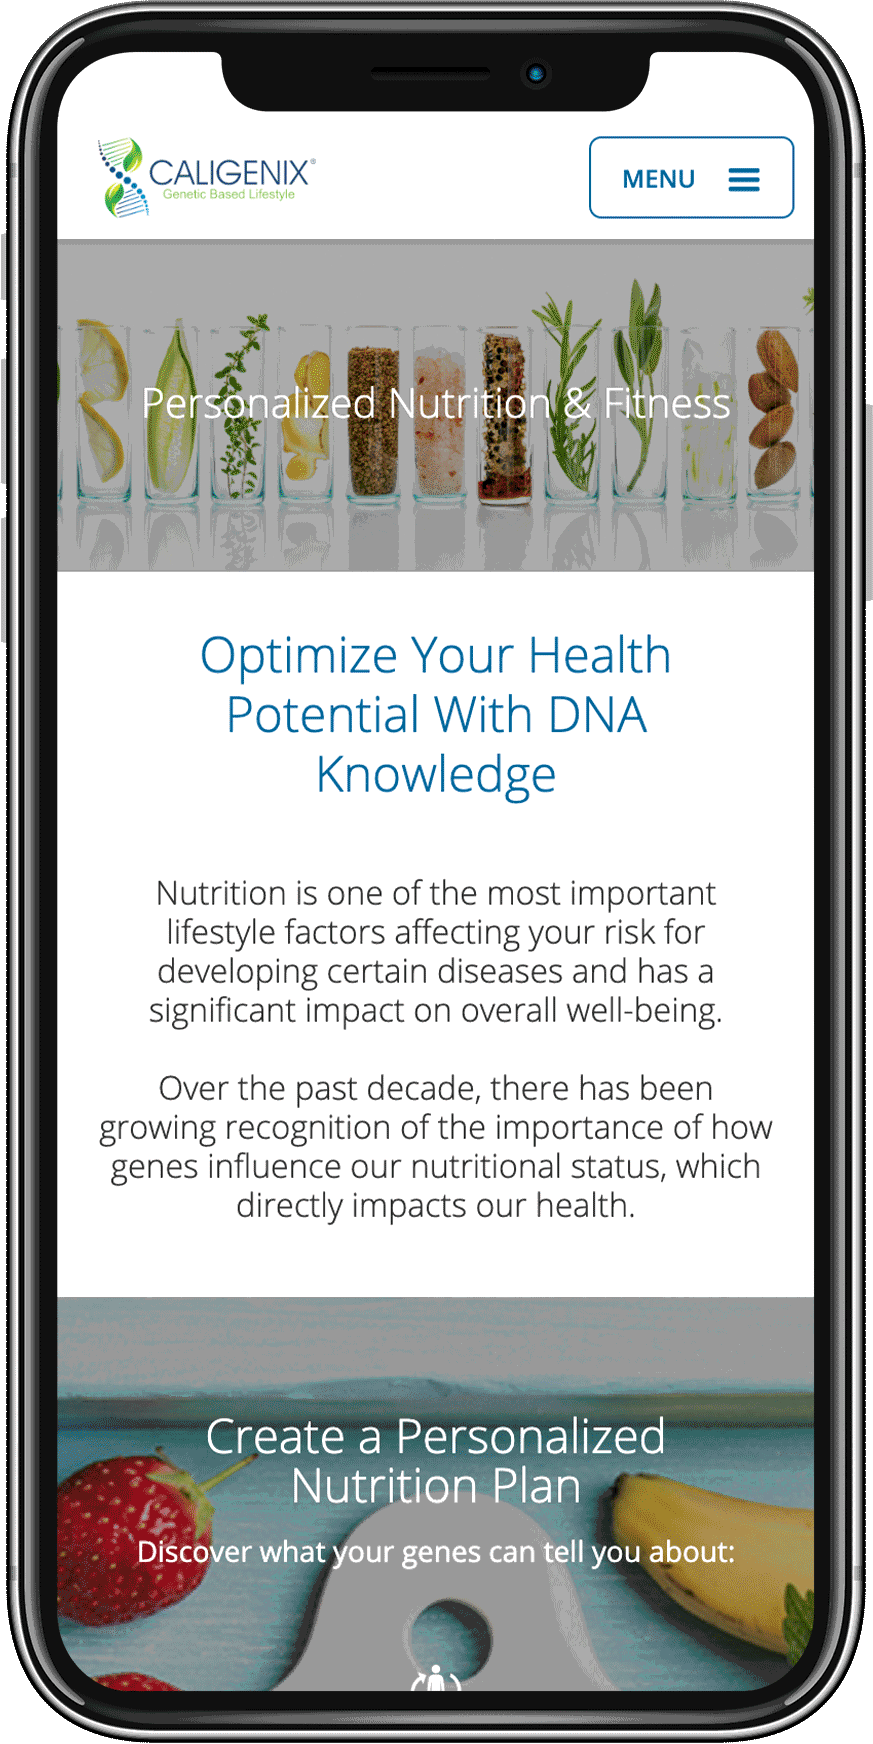 CALIGENIX®
Genetic Based Lifestyle
MENU
Personalized Nutrition & Fitness
Optimize Your Health
Potential With DNA
Knowledge
Nutrition is one of the most important
lifestyle factors affecting your risk for
developing certain diseases and has a
significant impact on overall well-being.
Over the past decade, there has been
growing recognition of the importance of how
genes influence our nutritional status, which
directly impacts our health.
Create a Personalized
Nutrition Plan
Discover what your genes can tell you about: